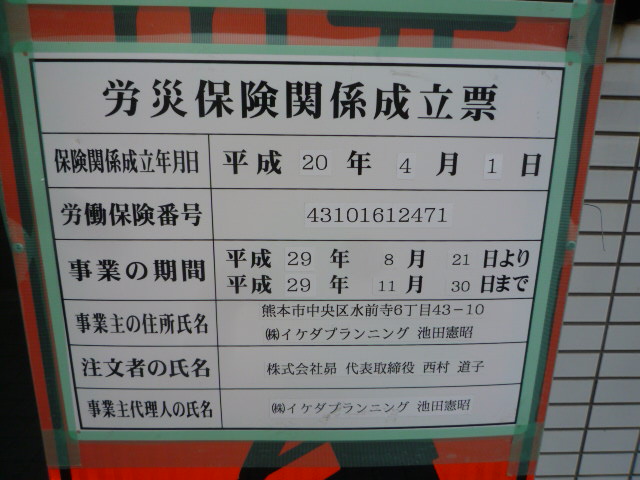 労災保険関係成立票
保険関係成立年月日 平成 20 年 4 月 1 日
労働保険番号 43101612471
事業の期間 平成 29 年 8 月 21 日より
平成 29 年 11 月 30 日まで
事業主の住所氏名 熊本市中央区水前寺6丁目43-10
㈱イケダプランニング 池田憲昭
注文者の氏名 株式会社昴 代表取締役 西村 道子
事業主代理人の氏名 ㈱イケダプランニング 池田憲昭